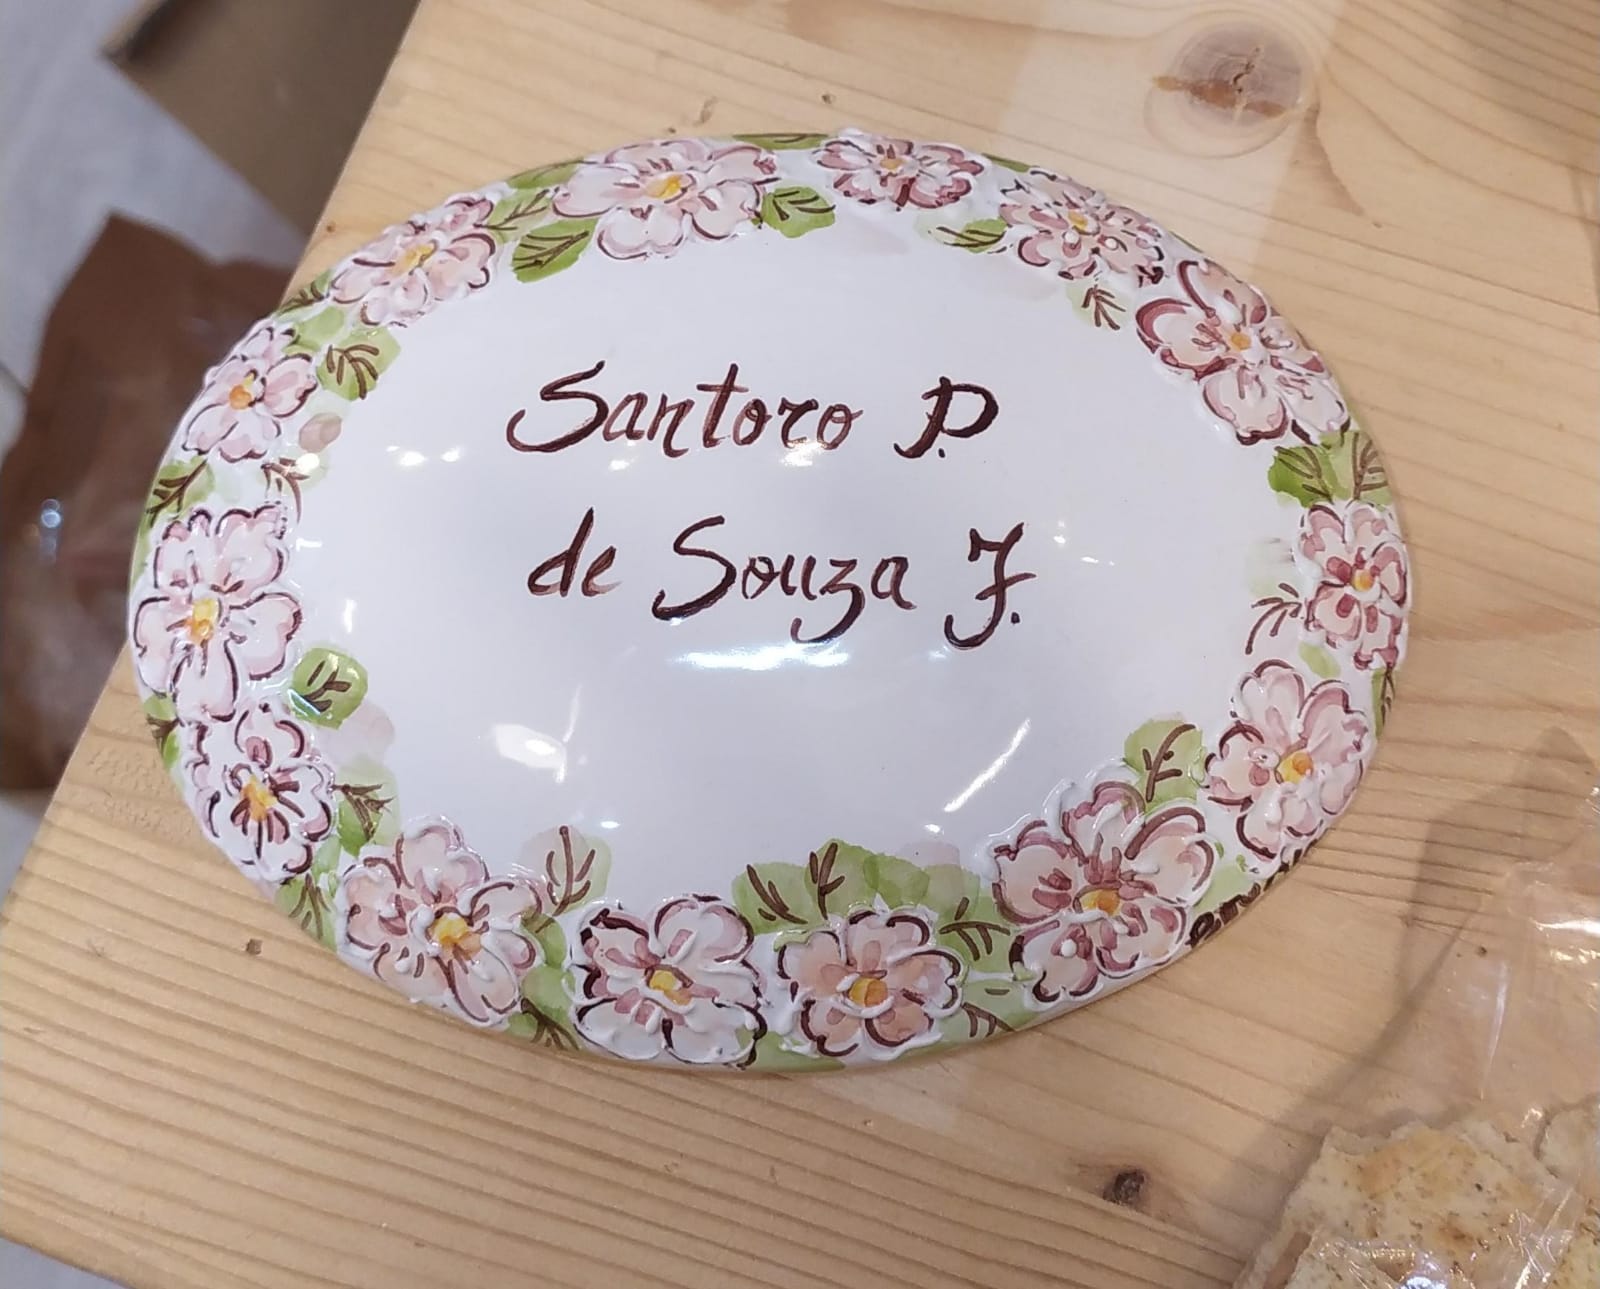 Santoro P.
de Souza J.